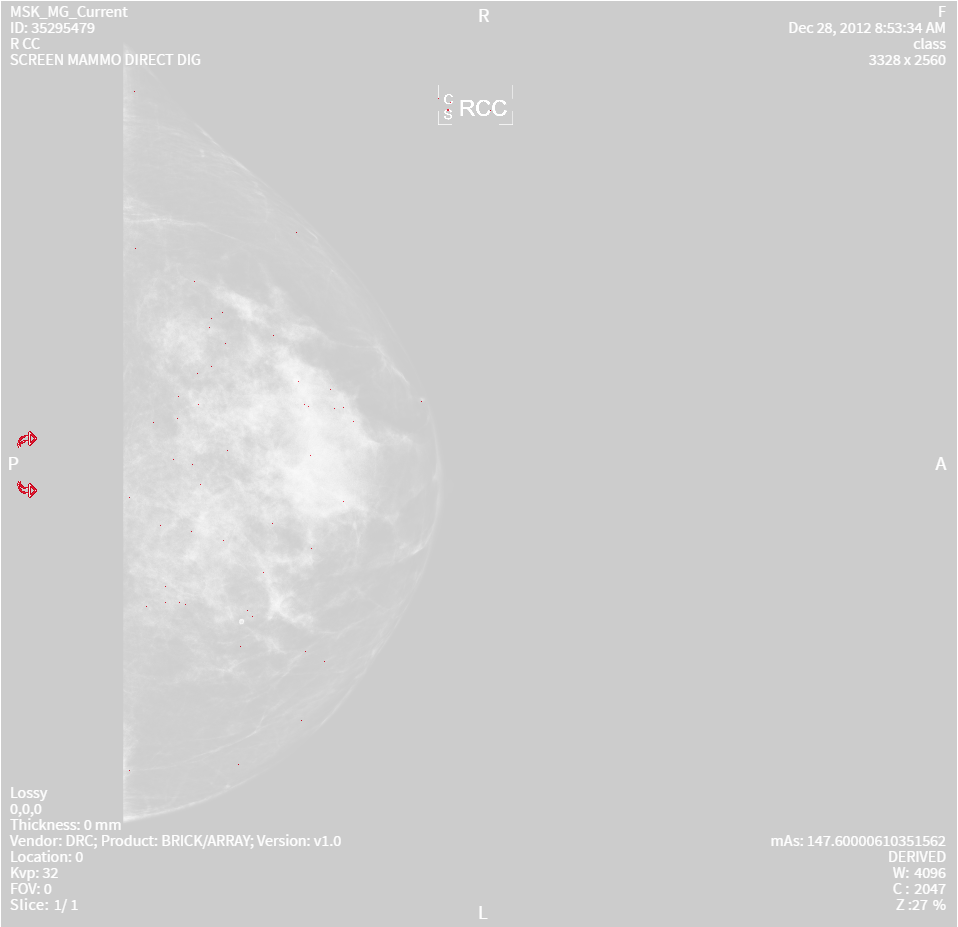 MSK_MG_Current
ID: 35295479
R CC
SCREEN MAMMO DIRECT DIG
R
F
Dec 28, 2012 8:53:34 AM
class
3328 x 2560
C
S
RCC
P
A
Lossy
0,0,0
Thickness: 0 mm
Vendor: DRC; Product: BRICK/ARRAY; Version: v1.0
Location: 0
Kvp: 32
FOV: 0
Slice: 1/ 1
L
mAs: 147.60000610351562
DERIVED
W: 4096
C : 2047
Z :27 %